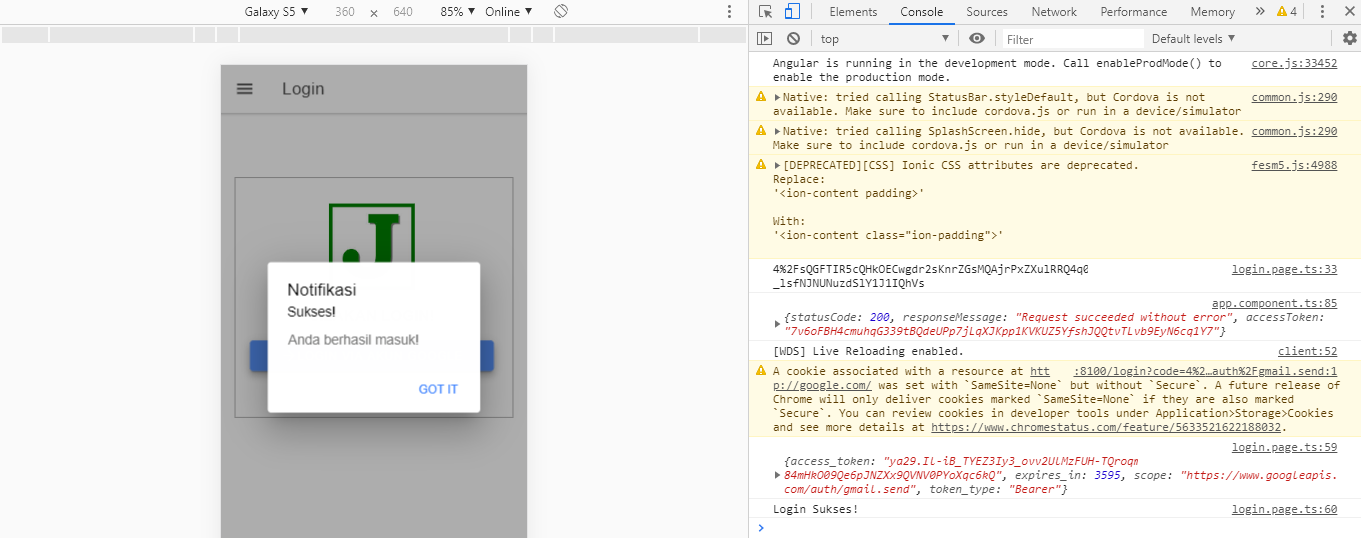 Galaxy S5 ▼ 360 × 640 85% ▼ Online ▼
Elements Console Sources Network Performance Memory » 4
top ▼ Filter Default levels ▼
Login
J
Notifikasi
Sukses!
Anda berhasil masuk!
GOT IT
Angular is running in the development mode. Call enableProdMode() to core.js:33452
enable the production mode.
Native: tried calling StatusBar.styleDefault, but Cordova is not common.js:290
available. Make sure to include cordova.js or run in a device/simulator
Native: tried calling SplashScreen.hide, but Cordova is not available. common.js:290
Make sure to include cordova.js or run in a device/simulator
[DEPRECATED][CSS] Ionic CSS attributes are deprecated. fesm5.js:4988
Replace:
'<ion-content padding>'
With:
'<ion-content class="ion-padding">'
4%2FsQGFTIR5cQHkOECwgdr2sKnrZGsMQAjrPxZXulRRQ4q0 login.page.ts:33
_lsfNJNUNuzdSlY1J1IQhVs
app.component.ts:85
{statusCode: 200, responseMessage: "Request succeeded without error", accessToken:
"7v6oFBH4cmuhqG339tBQdeUPp7jLqXJKpp1KVKUZ5YfshJQQtvTLvb9EyN6cq1Y7"}
[WDS] Live Reloading enabled. client:52
A cookie associated with a resource at htt :8100/login?code=4%2…auth%2Fgmail.send:1
p://google.com/ was set with `SameSite=None` but without `Secure`. A future release of
Chrome will only deliver cookies marked `SameSite=None` if they are also marked
`Secure`. You can review cookies in developer tools under Application>Storage>Cookies
and see more details at https://www.chromestatus.com/feature/5633521622188032.
login.page.ts:59
{access_token: "ya29.Il-iB_TYEZ3Iy3_ovv2UlMzFUH-TQroqm
84mHkO09Qe6pJNZXx9QVNV0PYoXqc6kQ", expires_in: 3595, scope: "https://www.googleapis.
com/auth/gmail.send", token_type: "Bearer"}
Login Sukses! login.page.ts:60